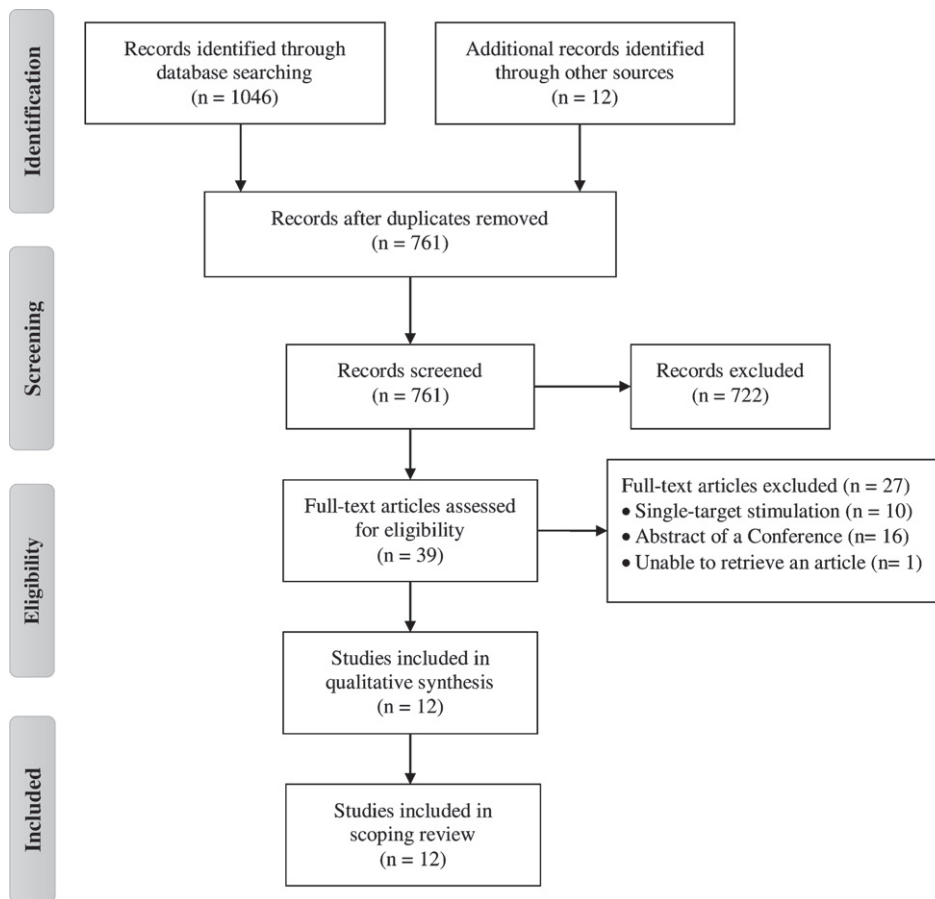 Identification
Records identified through
database searching
(n = 1046)
Additional records identified
through other sources
(n = 12)
Records after duplicates removed
(n = 761)
Screening
Records screened
(n = 761)
Records excluded
(n = 722)
Eligibility
Full-text articles assessed
for eligibility
(n = 39)
Full-text articles excluded (n = 27)
• Single-target stimulation (n = 10)
• Abstract of a Conference (n= 16)
• Unable to retrieve an article (n= 1)
Studies included in
qualitative synthesis
(n = 12)
Included
Studies included in
scoping review
(n = 12)